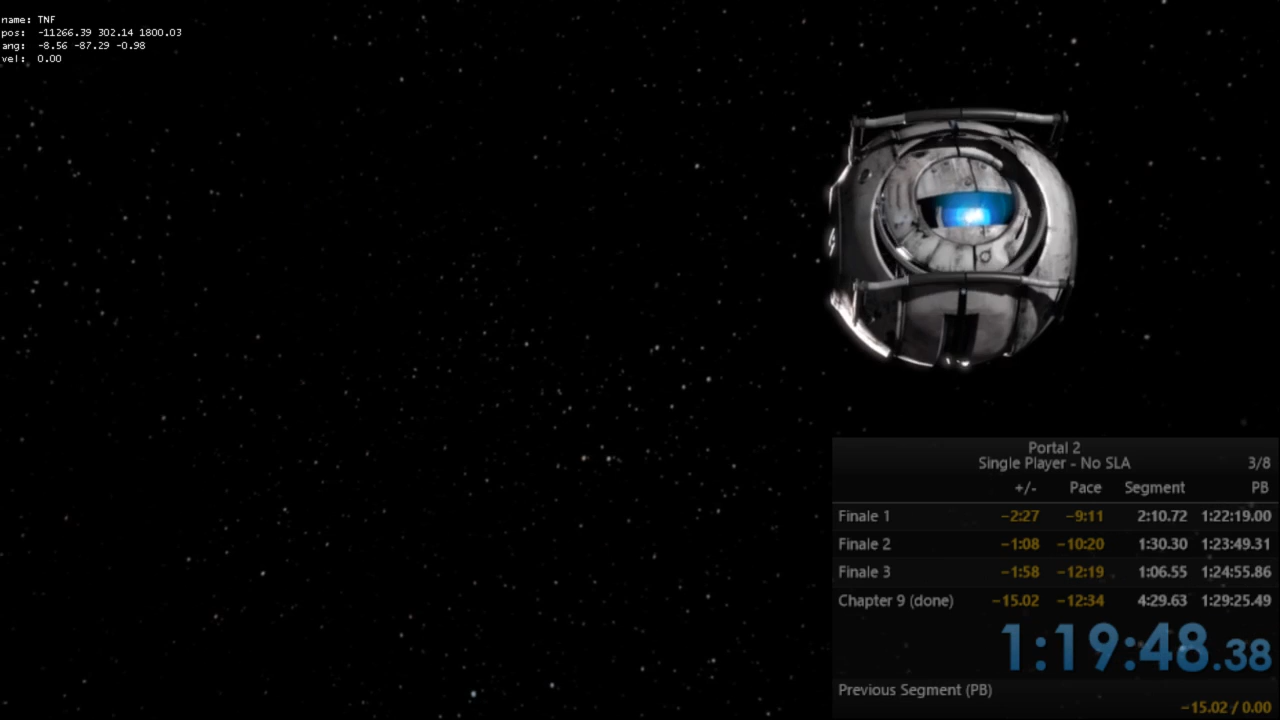 name: TNF
pos: -11266.39 302.14 1800.03
ang: -8.56 -87.29 -0.98
vel: 0.00
Portal 2
Single Player - No SLA 3/8
+/- Pace Segment PB
Finale 1 −2:27 −9:11 2:10.72 1:22:19.00
Finale 2 −1:08 −10:20 1:30.30 1:23:49.31
Finale 3 −1:58 −12:19 1:06.55 1:24:55.86
Chapter 9 (done) −15.02 −12:34 4:29.63 1:29:25.49
1:19:48.38
Previous Segment (PB)
−15.02 / 0.00